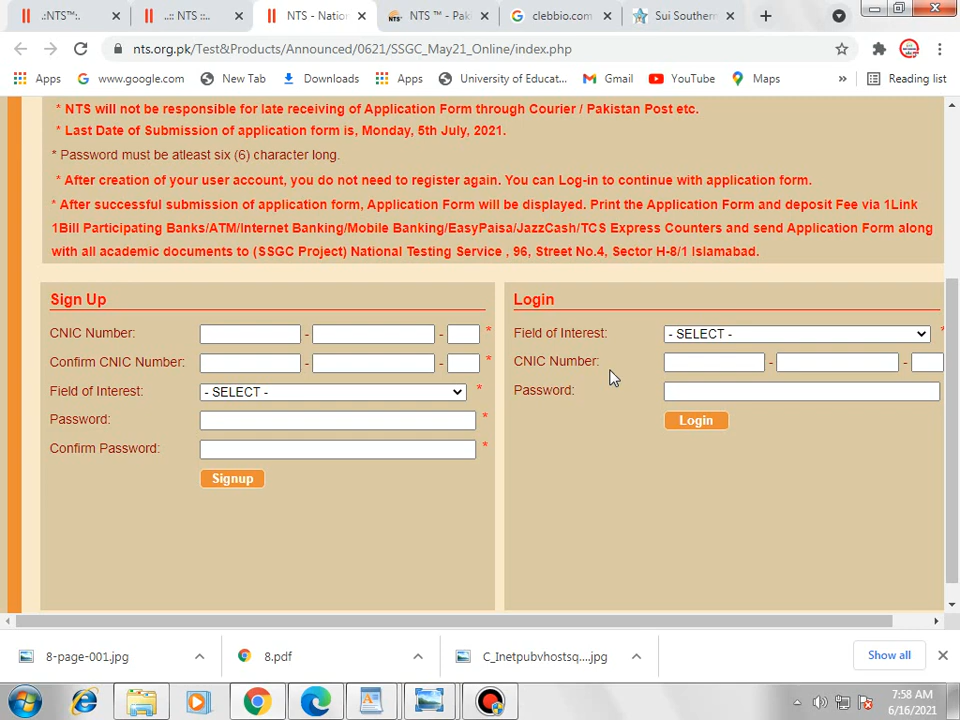 .:NTS™:.
..:: NTS ::..
NTS - Nation
NTS ™ - Pak
clebbio.com
Sui Southern
nts.org.pk/Test&Products/Announced/0621/SSGC_May21_Online/index.php
Apps
www.google.com
New Tab
Downloads
Apps
University of Educat...
Gmail
YouTube
Maps
»
Reading list
* NTS will not be responsible for late receiving of Application Form through Courier / Pakistan Post etc.
* Last Date of Submission of application form is, Monday, 5th July, 2021.
* Password must be atleast six (6) character long.
* After creation of your user account, you do not need to register again. You can Log-in to continue with application form.
* After successful submission of application form, Application Form will be displayed. Print the Application Form and deposit Fee via 1Link
1Bill Participating Banks/ATM/Internet Banking/Mobile Banking/EasyPaisa/JazzCash/TCS Express Counters and send Application Form along
with all academic documents to (SSGC Project) National Testing Service , 96, Street No.4, Sector H-8/1 Islamabad.
Sign Up
CNIC Number: - - *
Confirm CNIC Number: - - *
Field of Interest: - SELECT - *
Password: *
Confirm Password: *
Signup
Login
Field of Interest: - SELECT - *
CNIC Number: - -
Password:
Login
8-page-001.jpg
8.pdf
C_Inetpubvhostsq....jpg
Show all
7:58 AM
6/16/2021